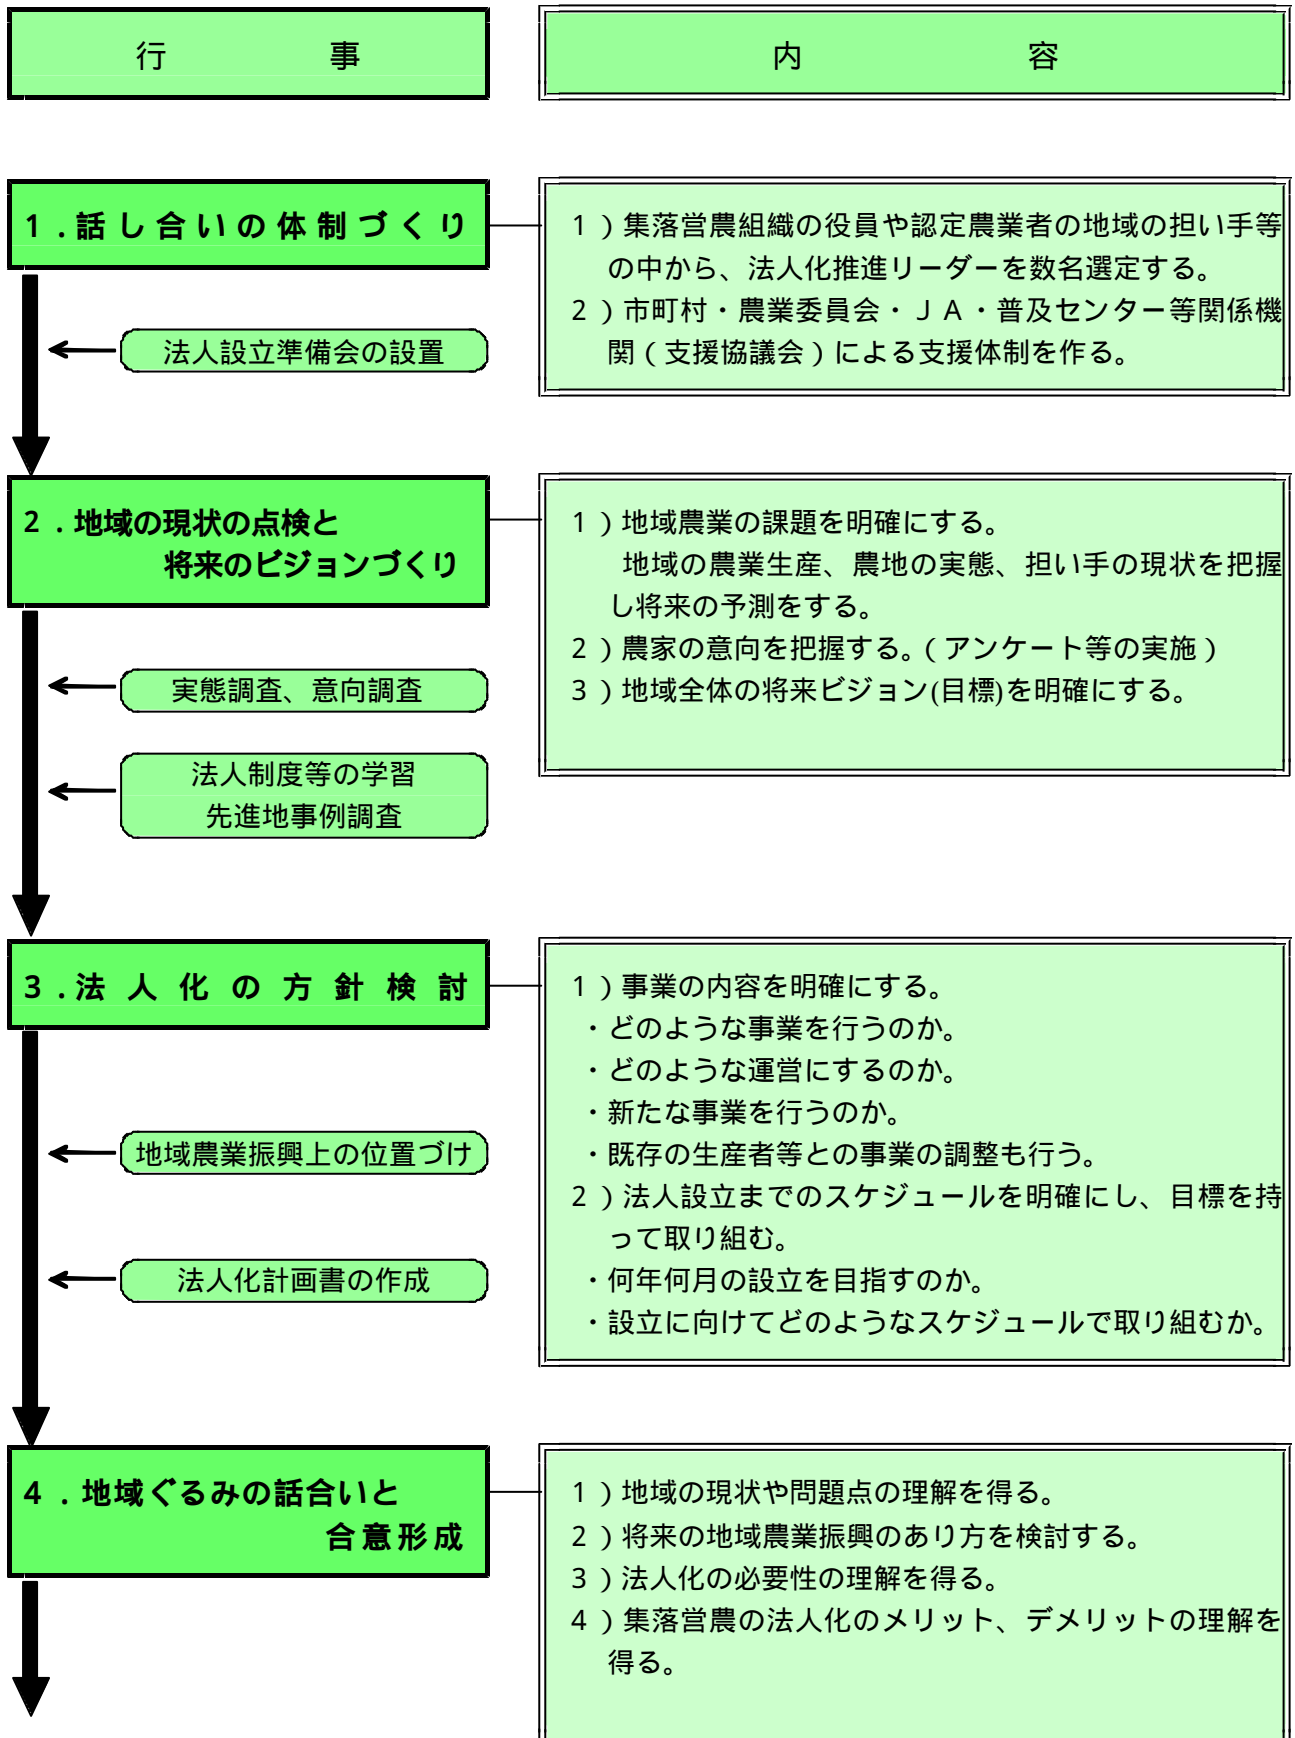 行事
内容
1.話し合いの体制づくり
1)集落営農組織の役員や認定農業者の地域の担い手等
の中から、法人化推進リーダーを数名選定する。
2)市町村・農業委員会・JA・普及センター等関係機
関(支援協議会)による支援体制を作る。
法人設立準備会の設置
2.地域の現状の点検と
将来のビジョンづくり
1)地域農業の課題を明確にする。
地域の農業生産、農地の実態、担い手の現状を把握
し将来の予測をする。
2)農家の意向を把握する。(アンケート等の実施)
3)地域全体の将来ビジョン(目標)を明確にする。
実態調査、意向調査
法人制度等の学習
先進地事例調査
3.法人化の方針検討
1)事業の内容を明確にする。
・どのような事業を行うのか。
・どのような運営にするのか。
・新たな事業を行うのか。
・既存の生産者等との事業の調整も行う。
2)法人設立までのスケジュールを明確にし、目標を持
って取り組む。
・何年何月の設立を目指すのか。
・設立に向けてどのようなスケジュールで取り組むか。
地域農業振興上の位置づけ
法人化計画書の作成
4.地域ぐるみの話合いと
合意形成
1)地域の現状や問題点の理解を得る。
2)将来の地域農業振興のあり方を検討する。
3)法人化の必要性の理解を得る。
4)集落営農の法人化のメリット、デメリットの理解を
得る。